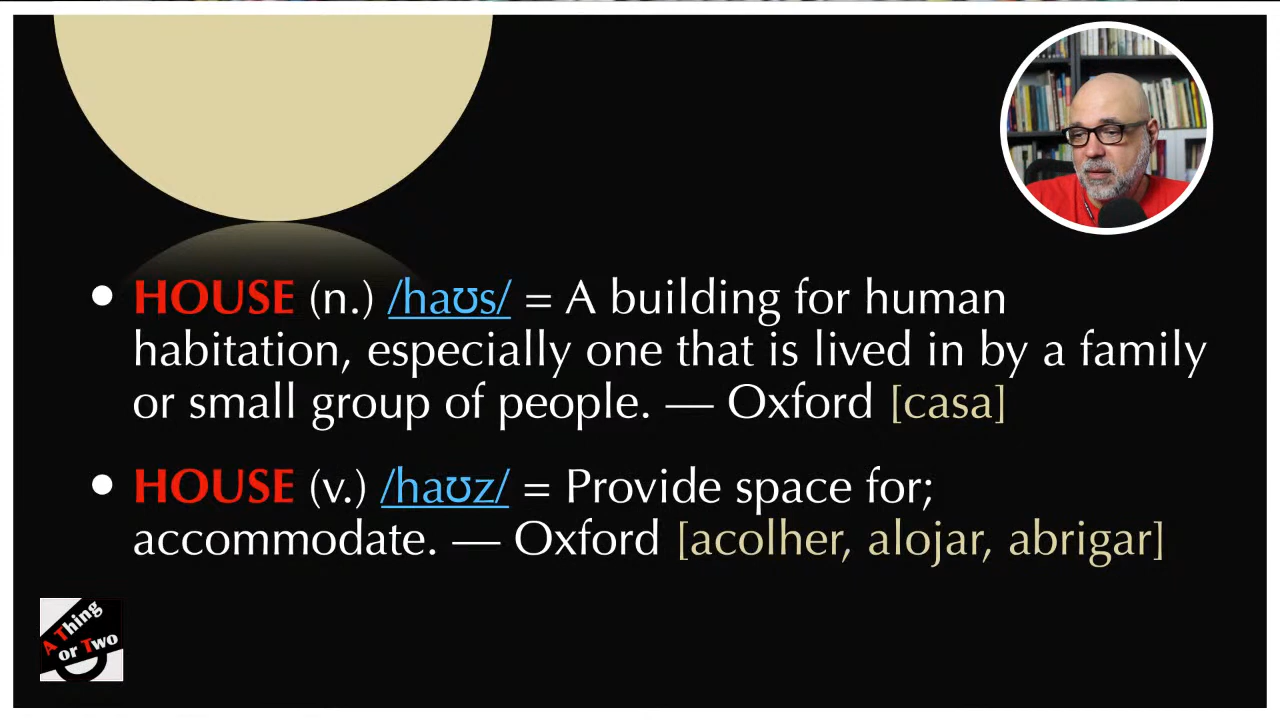 • HOUSE (n.) /haʊs/ = A building for human
habitation, especially one that is lived in by a family
or small group of people. — Oxford [casa]
• HOUSE (v.) /haʊz/ = Provide space for;
accommodate. — Oxford [acolher, alojar, abrigar]
A Thing
or Two